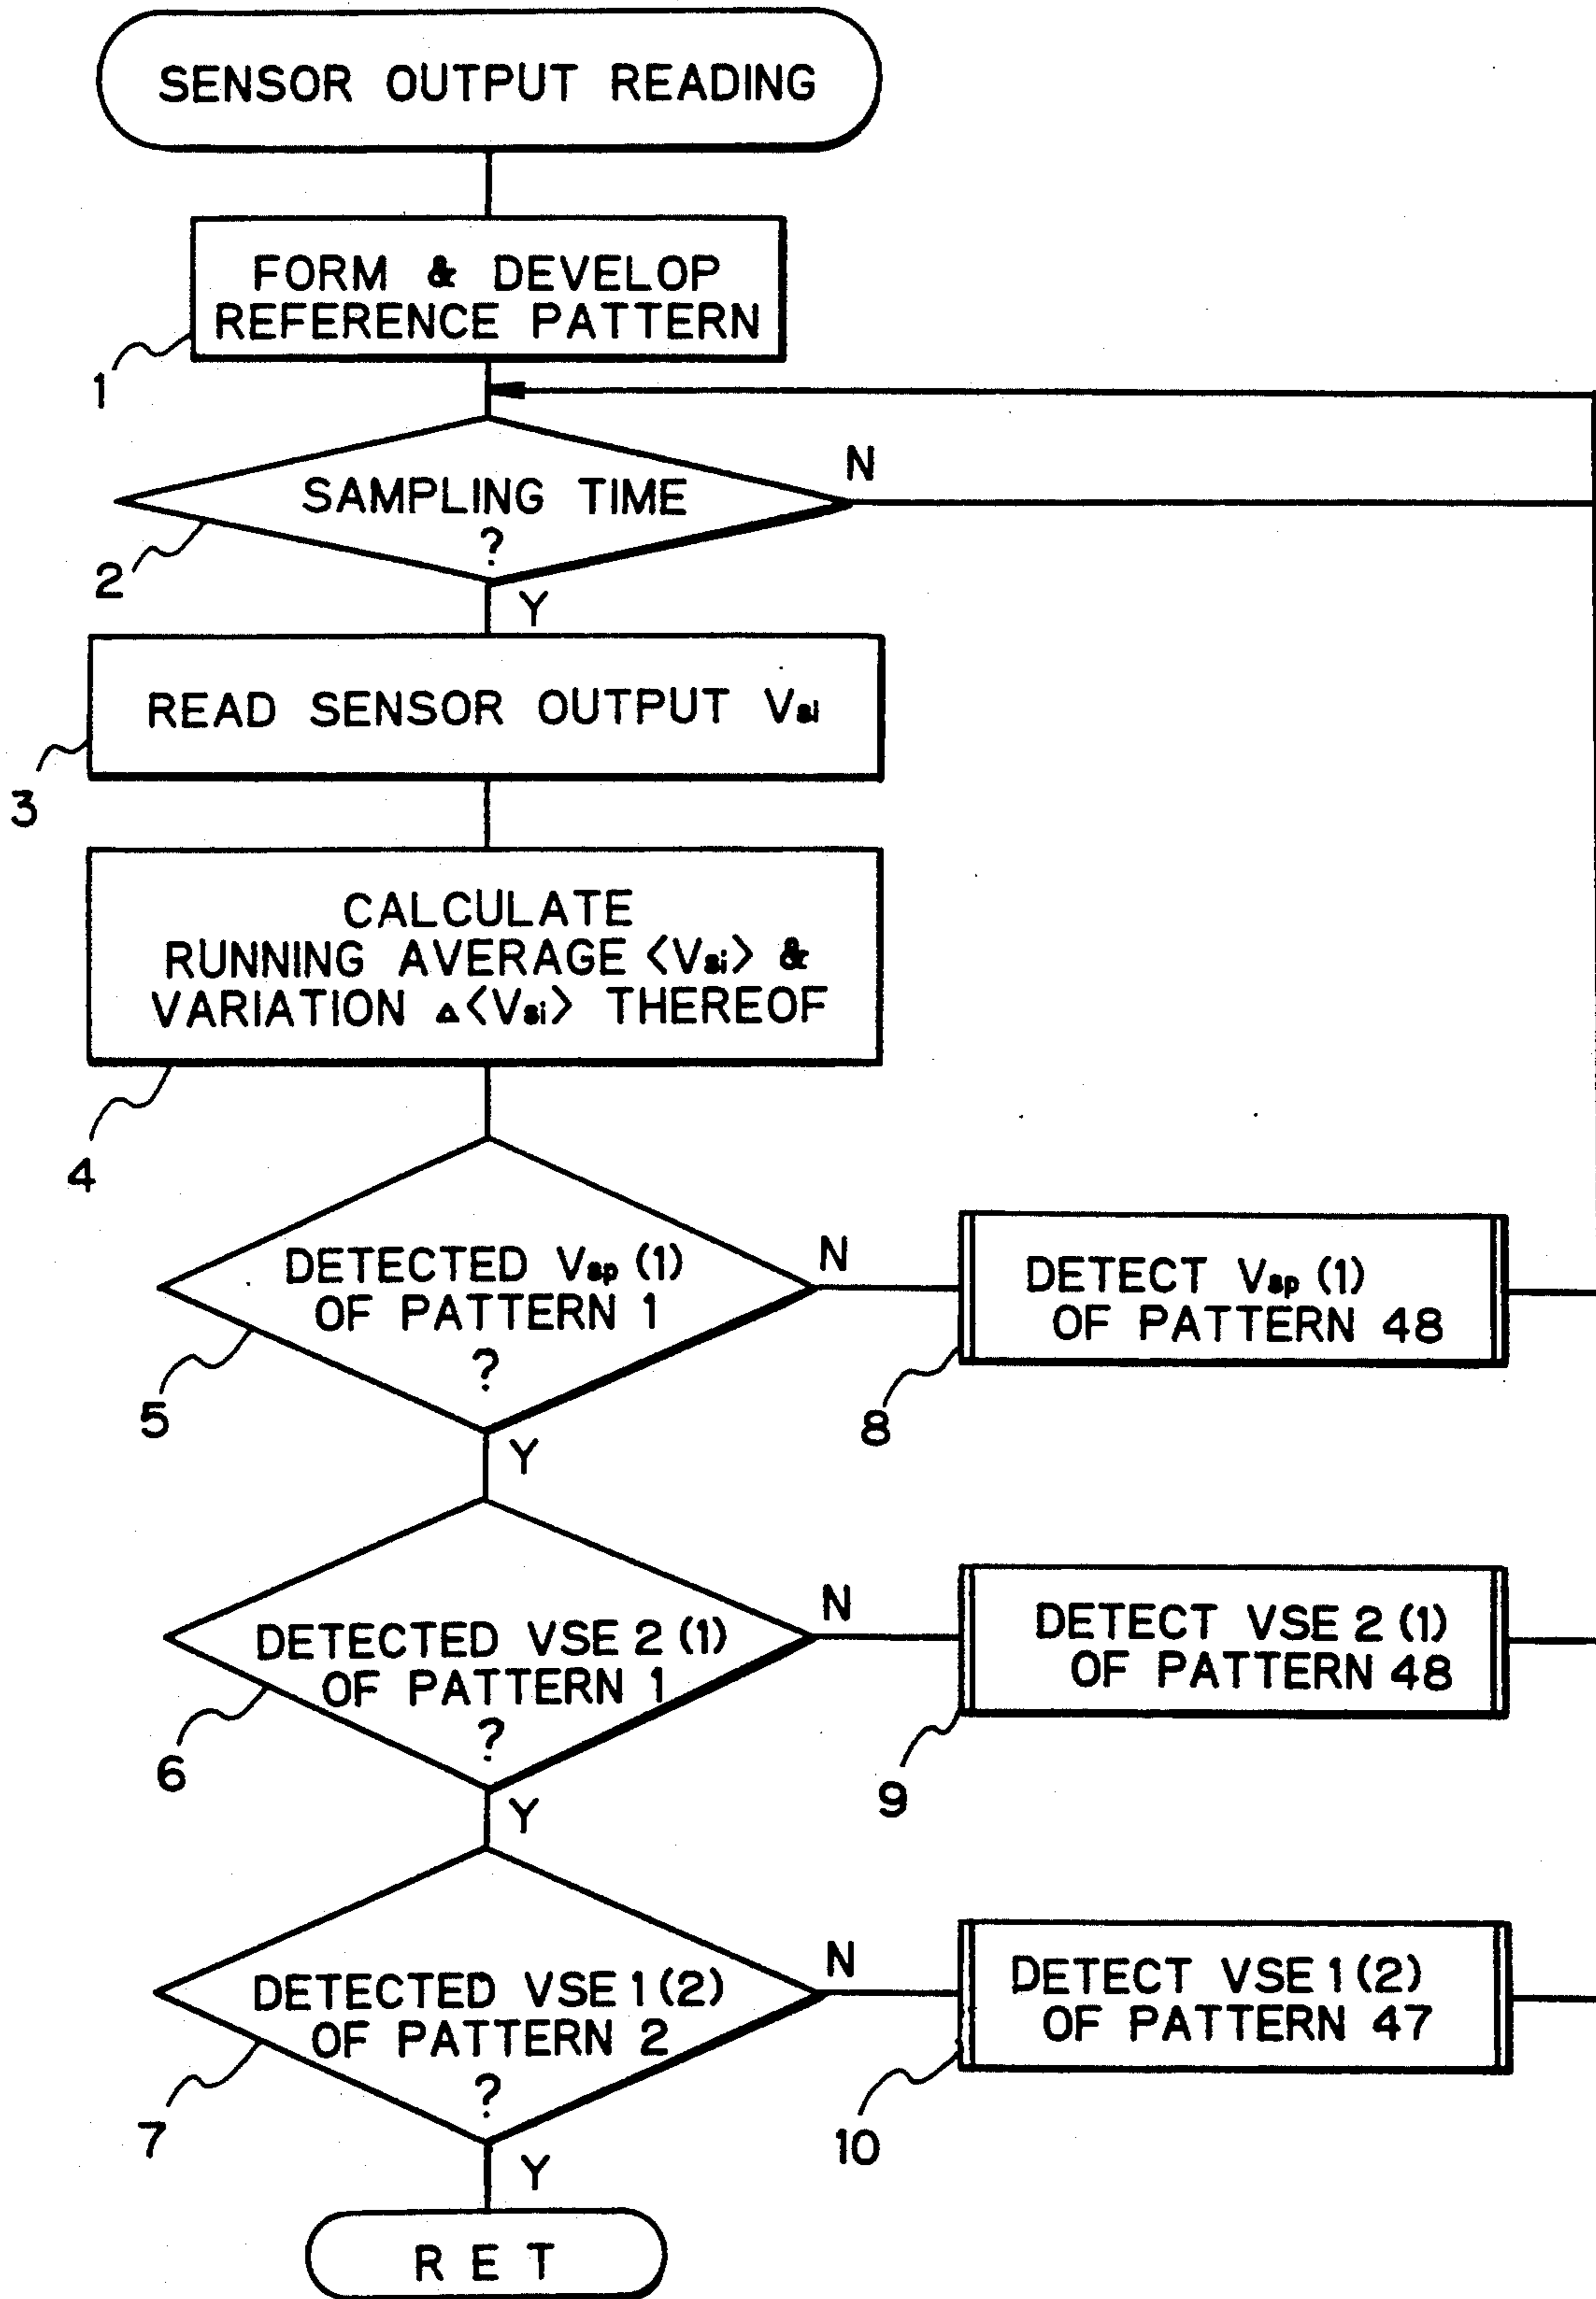 SENSOR OUTPUT READING
FORM & DEVELOP
REFERENCE PATTERN
1
SAMPLING TIME
?
N
2
Y
READ SENSOR OUTPUT Vsi
3
CALCULATE
RUNNING AVERAGE <Vsi> &
VARIATION Δ<Vsi> THEREOF
4
DETECTED Vsp (1)
OF PATTERN 1
?
N
5
DETECT Vsp (1)
OF PATTERN 48
8
Y
DETECTED VSE 2 (1)
OF PATTERN 1
?
N
6
DETECT VSE 2 (1)
OF PATTERN 48
9
Y
DETECTED VSE 1 (2)
OF PATTERN 2
?
N
7
DETECT VSE 1 (2)
OF PATTERN 47
10
Y
RET